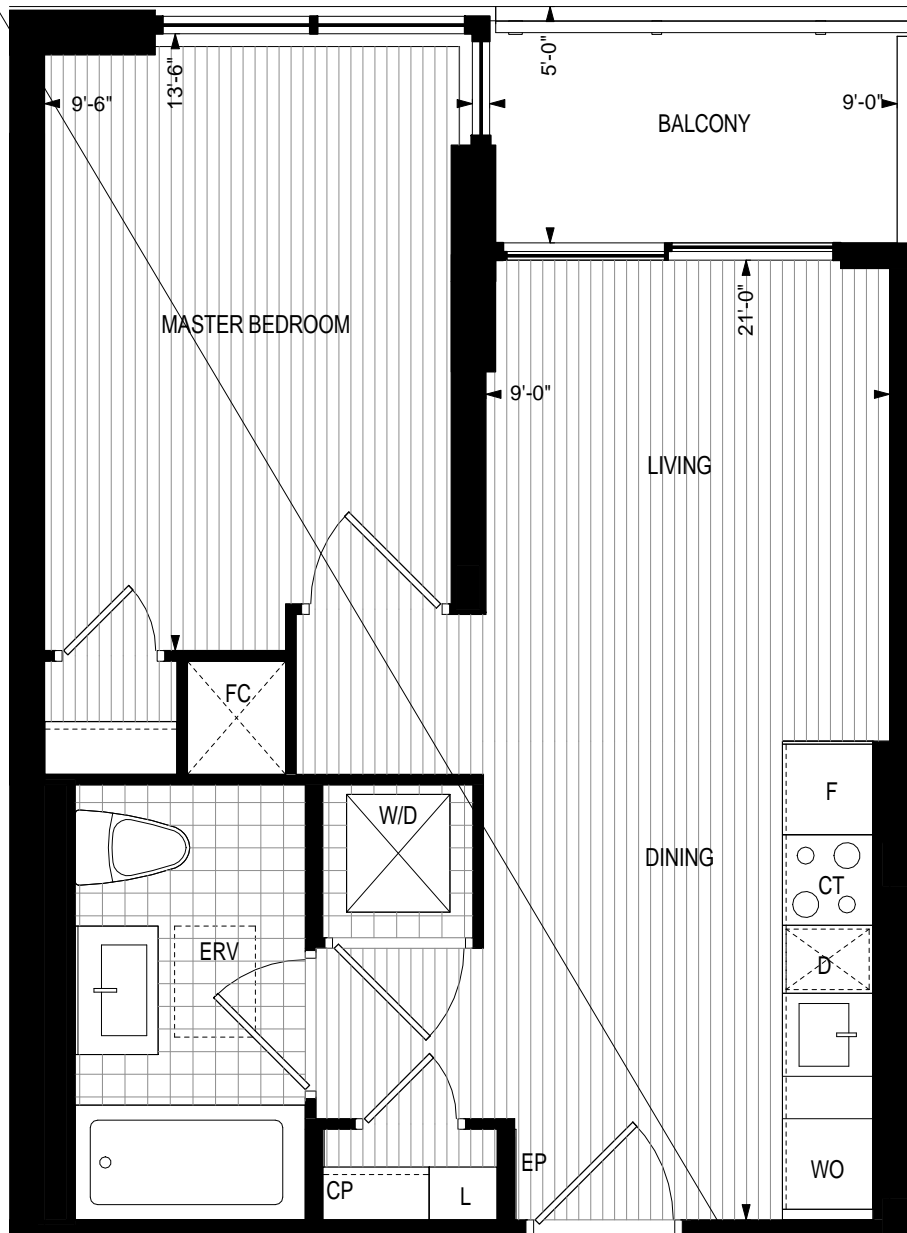 5'-0"
13'-6"
9'-6"
9'-0"
BALCONY
MASTER BEDROOM
21'-0"
9'-0"
LIVING
FC
F
W/D
DINING
CT
ERV
D
EP
WO
CP
L